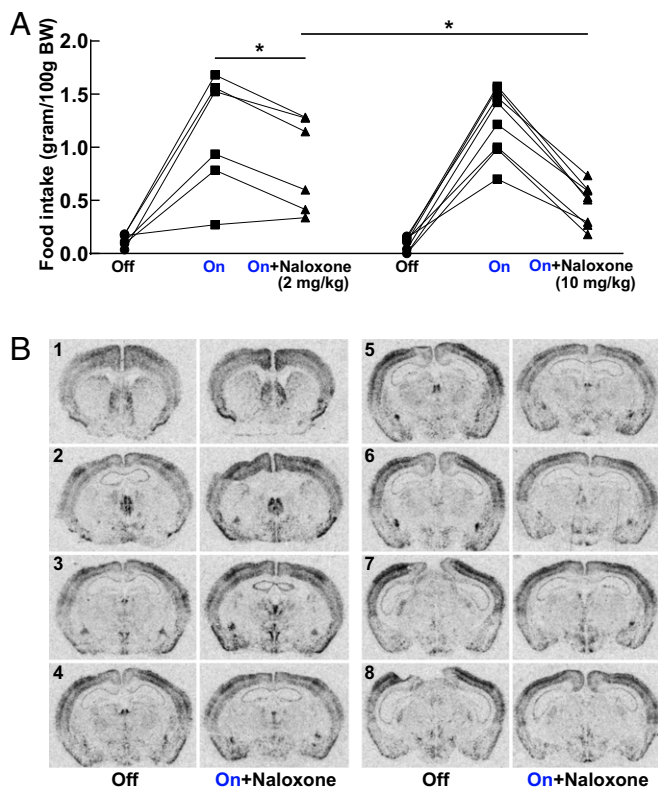 A
Food intake (gram/100g BW)
2.0
1.5
1.0
0.5
0.0
*
*
Off
On
On+Naloxone
(2 mg/kg)
Off
On
On+Naloxone
(10 mg/kg)
B
1
2
3
4
5
6
7
8
Off
On+Naloxone
Off
On+Naloxone